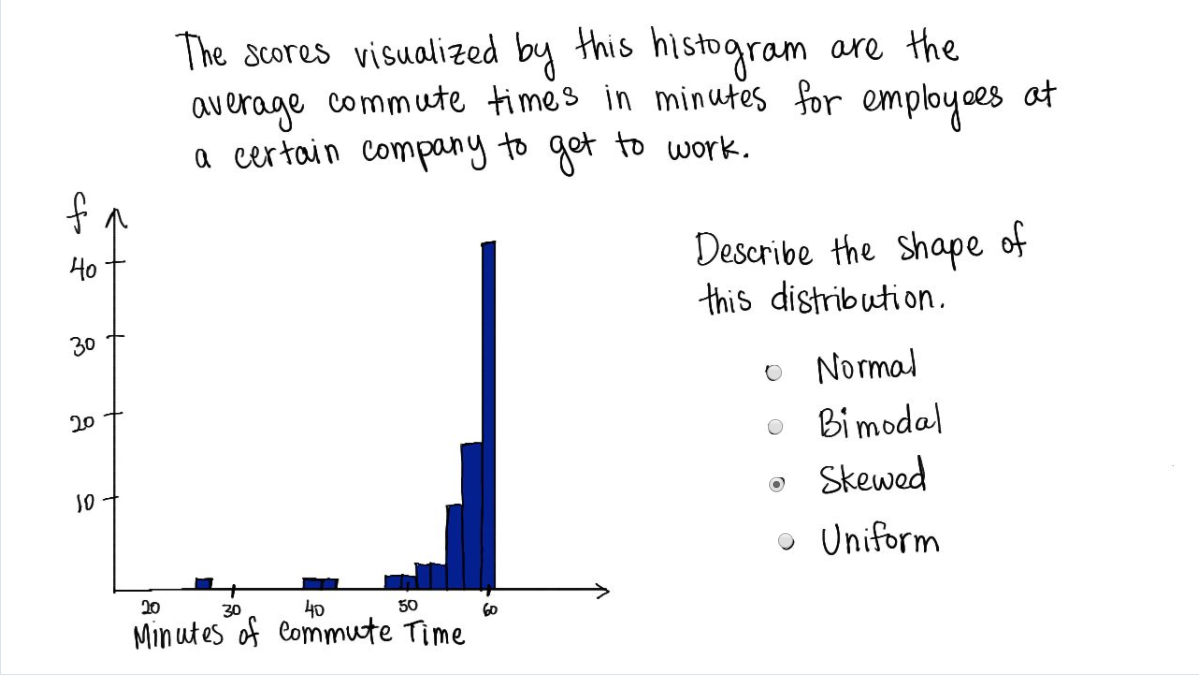 The scores visualized by this histogram are the
average commute times in minutes for employees at
a certain company to get to work.
f
40
30
20
10
20 30 40 50 60
Minutes of Commute Time
Describe the shape of
this distribution.
Normal
Bimodal
Skewed
Uniform